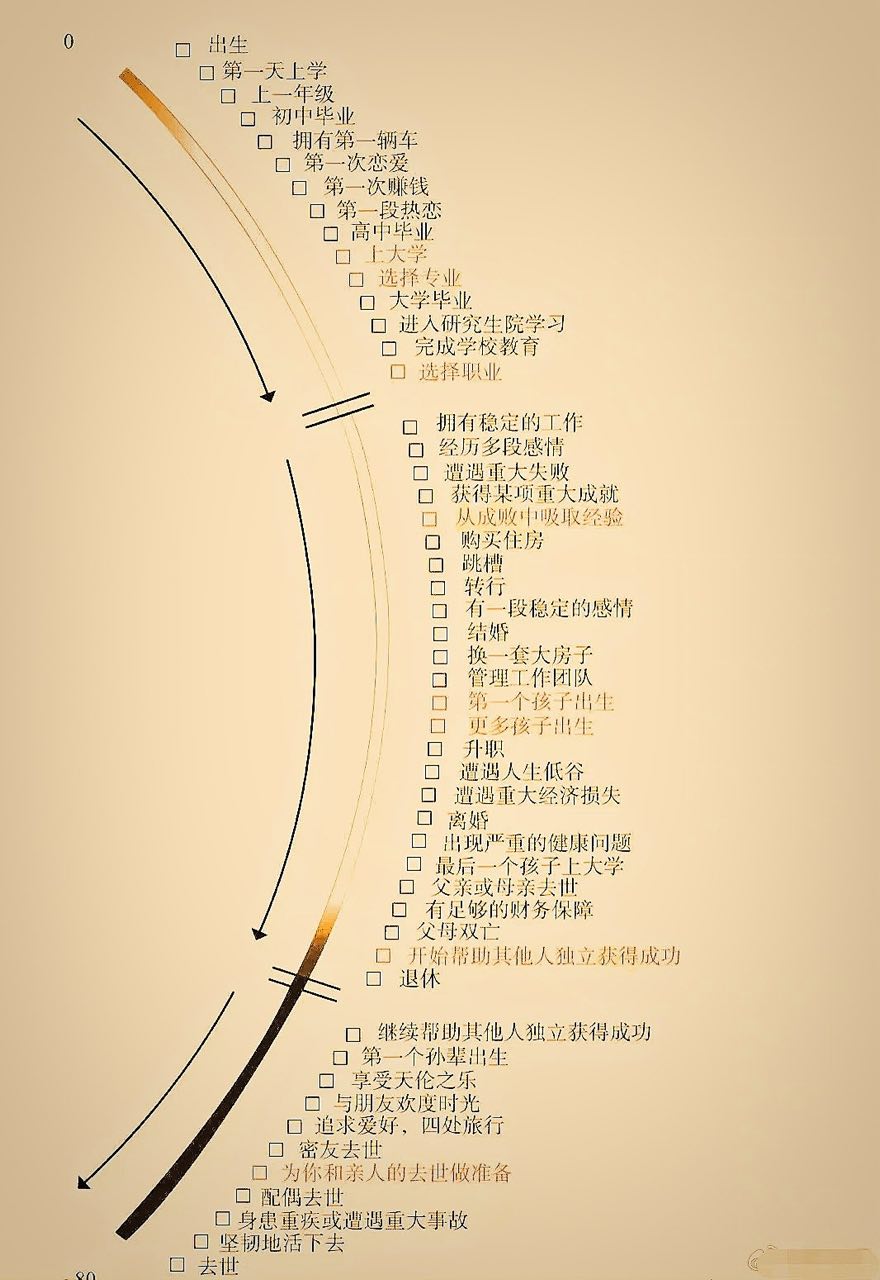 0
出生
第一天上学
上一年级
初中毕业
拥有第一辆车
第一次恋爱
第一次赚钱
第一段热恋
高中毕业
上大学
选择专业
大学毕业
进入研究生院学习
完成学校教育
选择职业
拥有稳定的工作
经历多段感情
遭遇重大失败
获得某项重大成就
从成败中吸取经验
购买住房
跳槽
转行
有一段稳定的感情
结婚
换一套大房子
管理工作团队
第一个孩子出生
更多孩子出生
升职
遭遇人生低谷
遭遇重大经济损失
离婚
出现严重的健康问题
最后一个孩子上大学
父亲或母亲去世
有足够的财务保障
父母双亡
开始帮助其他人独立获得成功
退休
继续帮助其他人独立获得成功
第一个孙辈出生
享受天伦之乐
与朋友欢度时光
追求爱好，四处旅行
密友去世
为你和亲人的去世做准备
配偶去世
身患重疾或遭遇重大事故
坚韧地活下去
去世
80